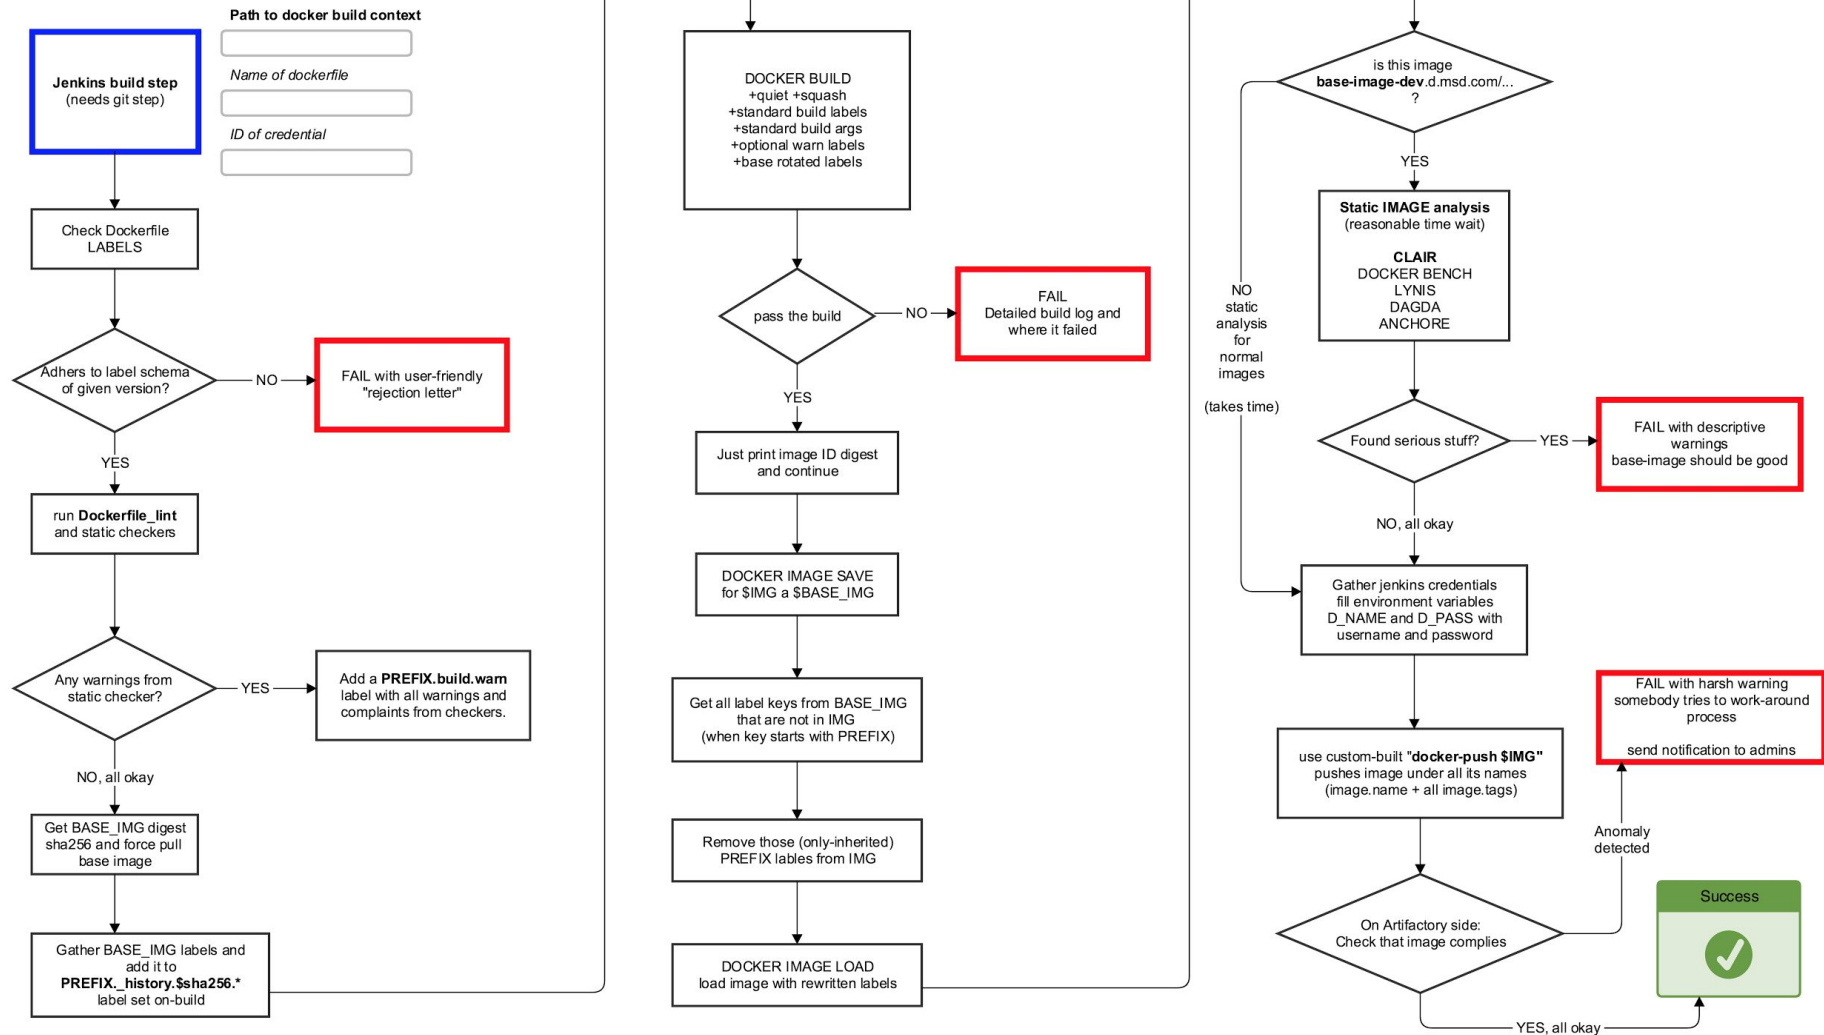 Path to docker build context
Jenkins build step
(needs git step)
Name of dockerfile
ID of credential
Check Dockerfile
LABELS
Adhers to label schema
of given version?
NO
FAIL with user-friendly
"rejection letter"
YES
run Dockerfile_lint
and static checkers
Any warnings from
static checker?
YES
Add a PREFIX.build.warn
label with all warnings and
complaints from checkers.
NO, all okay
Get BASE_IMG digest
sha256 and force pull
base image
Gather BASE_IMG labels and
add it to
PREFIX._history.$sha256.*
label set on-build
DOCKER BUILD
+quiet +squash
+standard build labels
+standard build args
+optional warn labels
+base rotated labels
pass the build
NO
FAIL
Detailed build log and
where it failed
YES
Just print image ID digest
and continue
DOCKER IMAGE SAVE
for $IMG a $BASE_IMG
Get all label keys from BASE_IMG
that are not in IMG
(when key starts with PREFIX)
Remove those (only-inherited)
PREFIX lables from IMG
DOCKER IMAGE LOAD
load image with rewritten labels
is this image
base-image-dev.d.msd.com/...
?
YES
NO
static
analysis
for
normal
images
(takes time)
Static IMAGE analysis
(reasonable time wait)
CLAIR
DOCKER BENCH
LYNIS
DAGDA
ANCHORE
Found serious stuff?
YES
FAIL with descriptive
warnings
base-image should be good
NO, all okay
Gather jenkins credentials
fill environment variables
D_NAME and D_PASS with
username and password
use custom-built "docker-push $IMG"
pushes image under all its names
(image.name + all image.tags)
FAIL with harsh warning
somebody tries to work-around
process
send notification to admins
Anomaly
detected
On Artifactory side:
Check that image complies
Success
YES, all okay